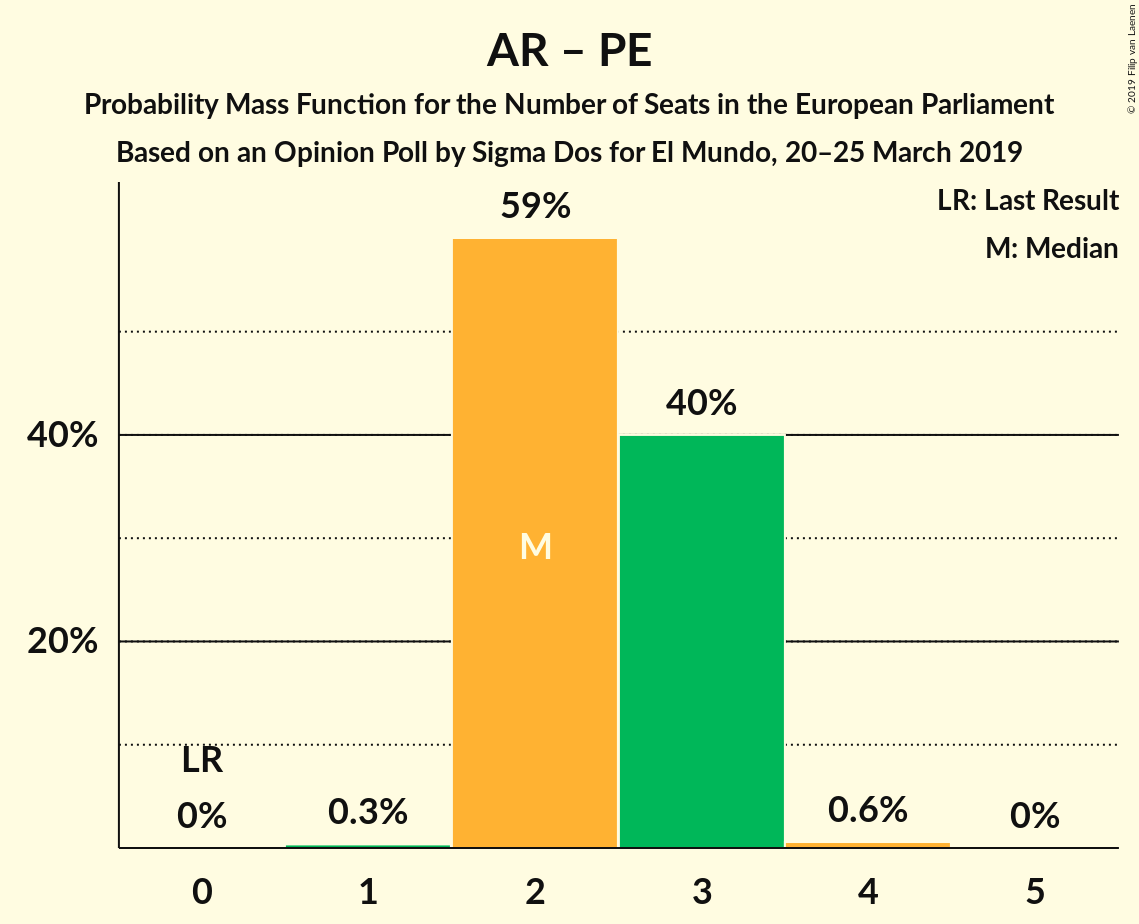 AR – PE
Probability Mass Function for the Number of Seats in the European Parliament
Based on an Opinion Poll by Sigma Dos for El Mundo, 20–25 March 2019
© 2019 Filip van Laenen
LR: Last Result
M: Median
59%
40%
40%
M
20%
LR
0%
0.3%
0.6%
0%
0 1 2 3 4 5